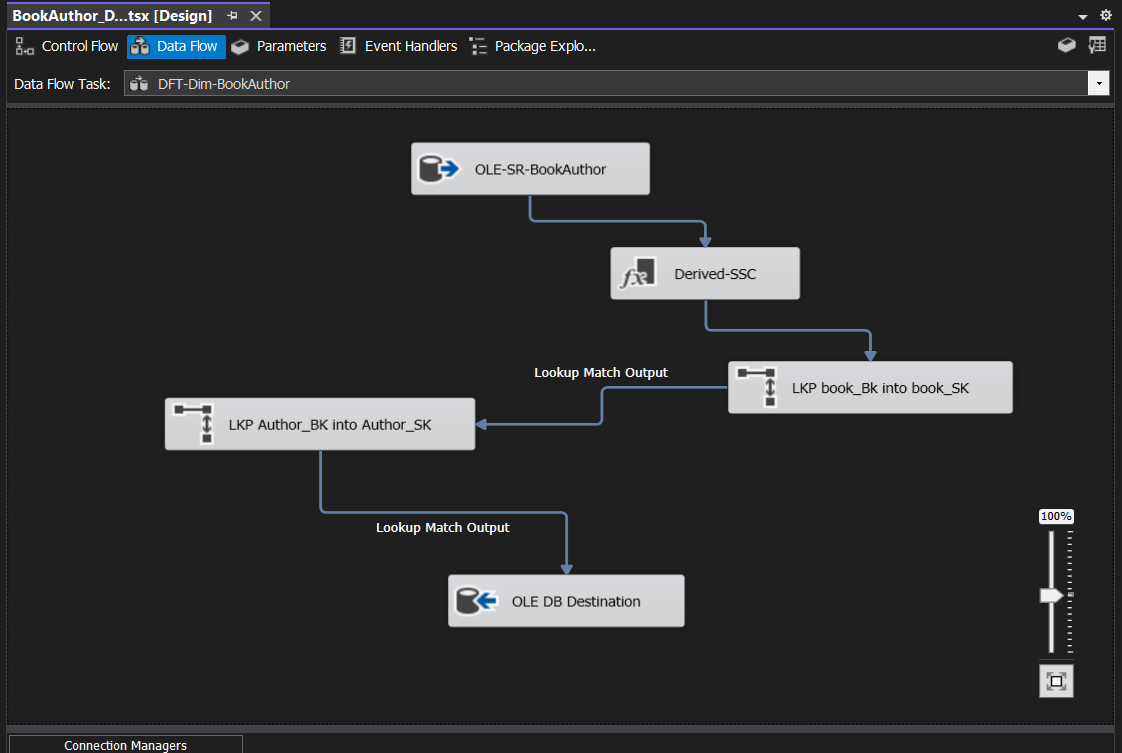 BookAuthor_D...tsx [Design]
Control Flow
Data Flow
Parameters
Event Handlers
Package Explo...
Data Flow Task:
DFT-Dim-BookAuthor
OLE-SR-BookAuthor
Derived-SSC
Lookup Match Output
LKP book_Bk into book_SK
LKP Author_BK into Author_SK
Lookup Match Output
100%
OLE DB Destination
Connection Managers